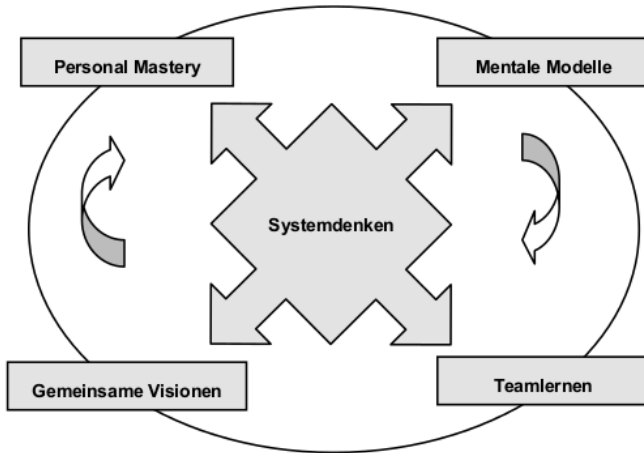 Personal Mastery
Mentale Modelle
Systemdenken
Gemeinsame Visionen
Teamlernen